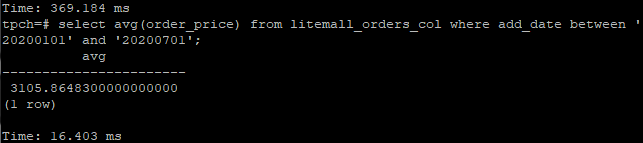 Time: 369.184 ms
tpch=# select avg(order_price) from litemall_orders_col where add_date between '
20200101' and '20200701';
          avg
-----------------------
 3105.8648300000000000
(1 row)

Time: 16.403 ms